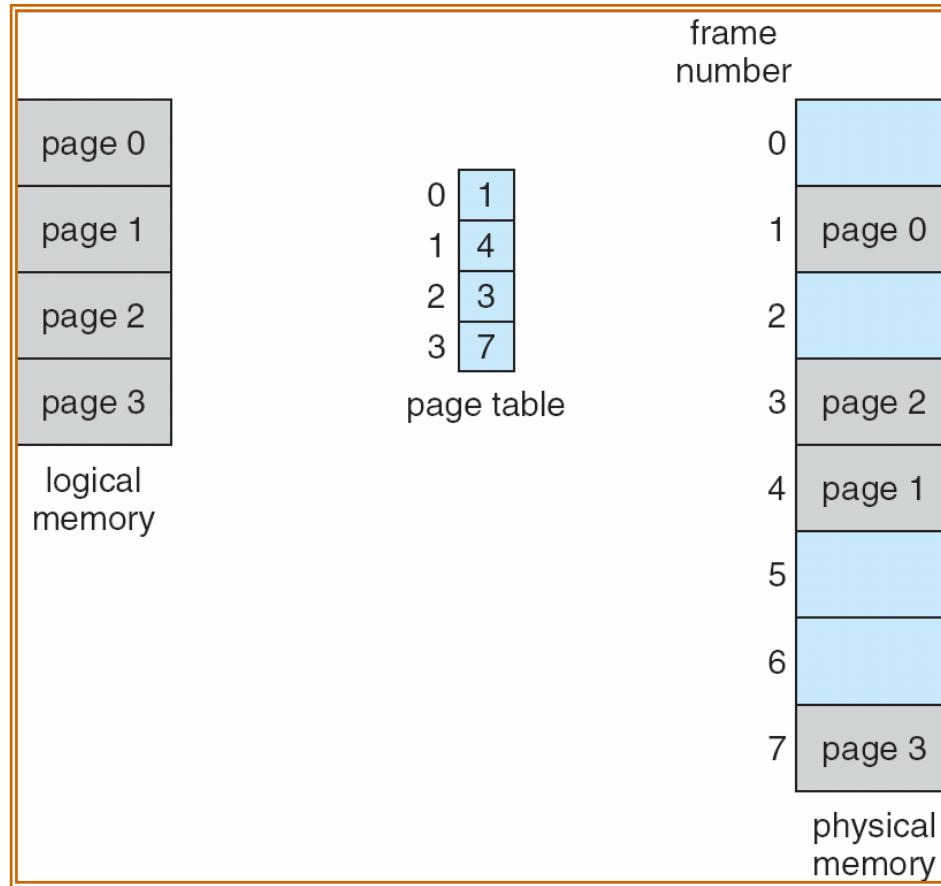 frame
number
page 0
page 1
page 2
page 3
logical
memory
0 1
1 4
2 3
3 7
page table
0
1 page 0
2
3 page 2
4 page 1
5
6
7 page 3
physical
memory